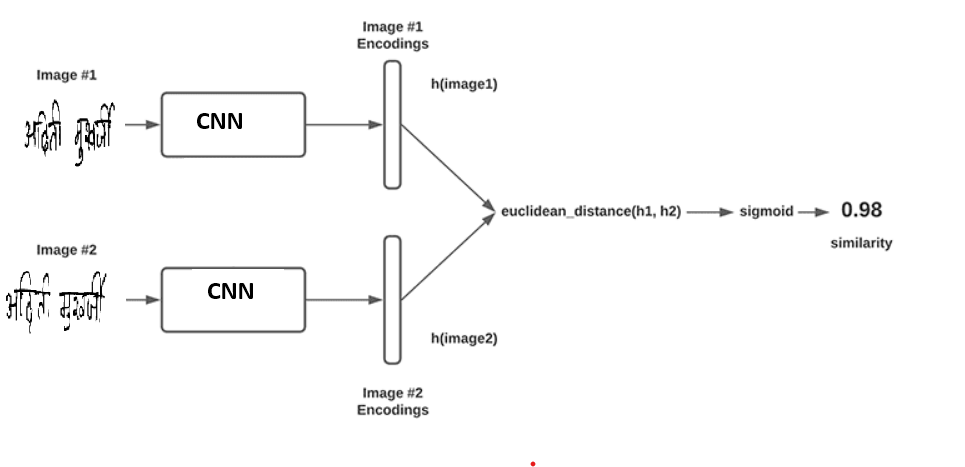 Image #1
Encodings
Image #1
h(image1)
अदिती मुखर्जी
CNN
euclidean_distance(h1, h2)
sigmoid
0.98
similarity
Image #2
अदिती मुखर्जी
CNN
h(image2)
Image #2
Encodings